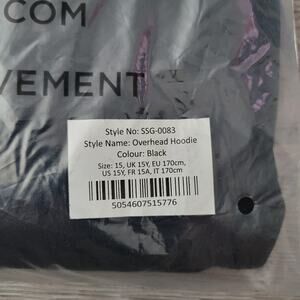 .COM
VEMENT
Style No: SSG-0083
Style Name: Overhead Hoodie
Colour: Black
Size: 15, UK 15Y, EU 170cm,
US 15Y, FR 15A, IT 170cm
5054607515776